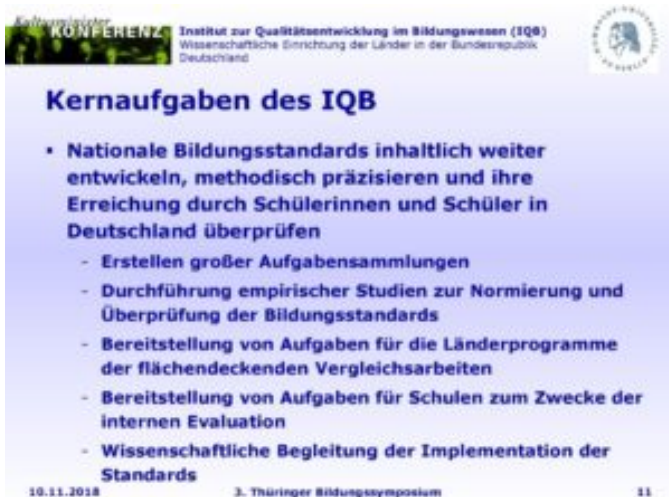 Kultusminister
KONFERENZ
Institut zur Qualitätsentwicklung im Bildungswesen (IQB)
Wissenschaftliche Einrichtung der Länder in der Bundesrepublik
Deutschland
Kernaufgaben des IQB
▪ Nationale Bildungsstandards inhaltlich weiter
entwickeln, methodisch präzisieren und ihre
Erreichung durch Schülerinnen und Schüler in
Deutschland überprüfen
- Erstellen großer Aufgabensammlungen
- Durchführung empirischer Studien zur Normierung und
Überprüfung der Bildungsstandards
- Bereitstellung von Aufgaben für die Länderprogramme
der flächendeckenden Vergleichsarbeiten
- Bereitstellung von Aufgaben für Schulen zum Zwecke der
internen Evaluation
- Wissenschaftliche Begleitung der Implementation der
Standards
10.11.2018 3. Thüringer Bildungssymposium 11